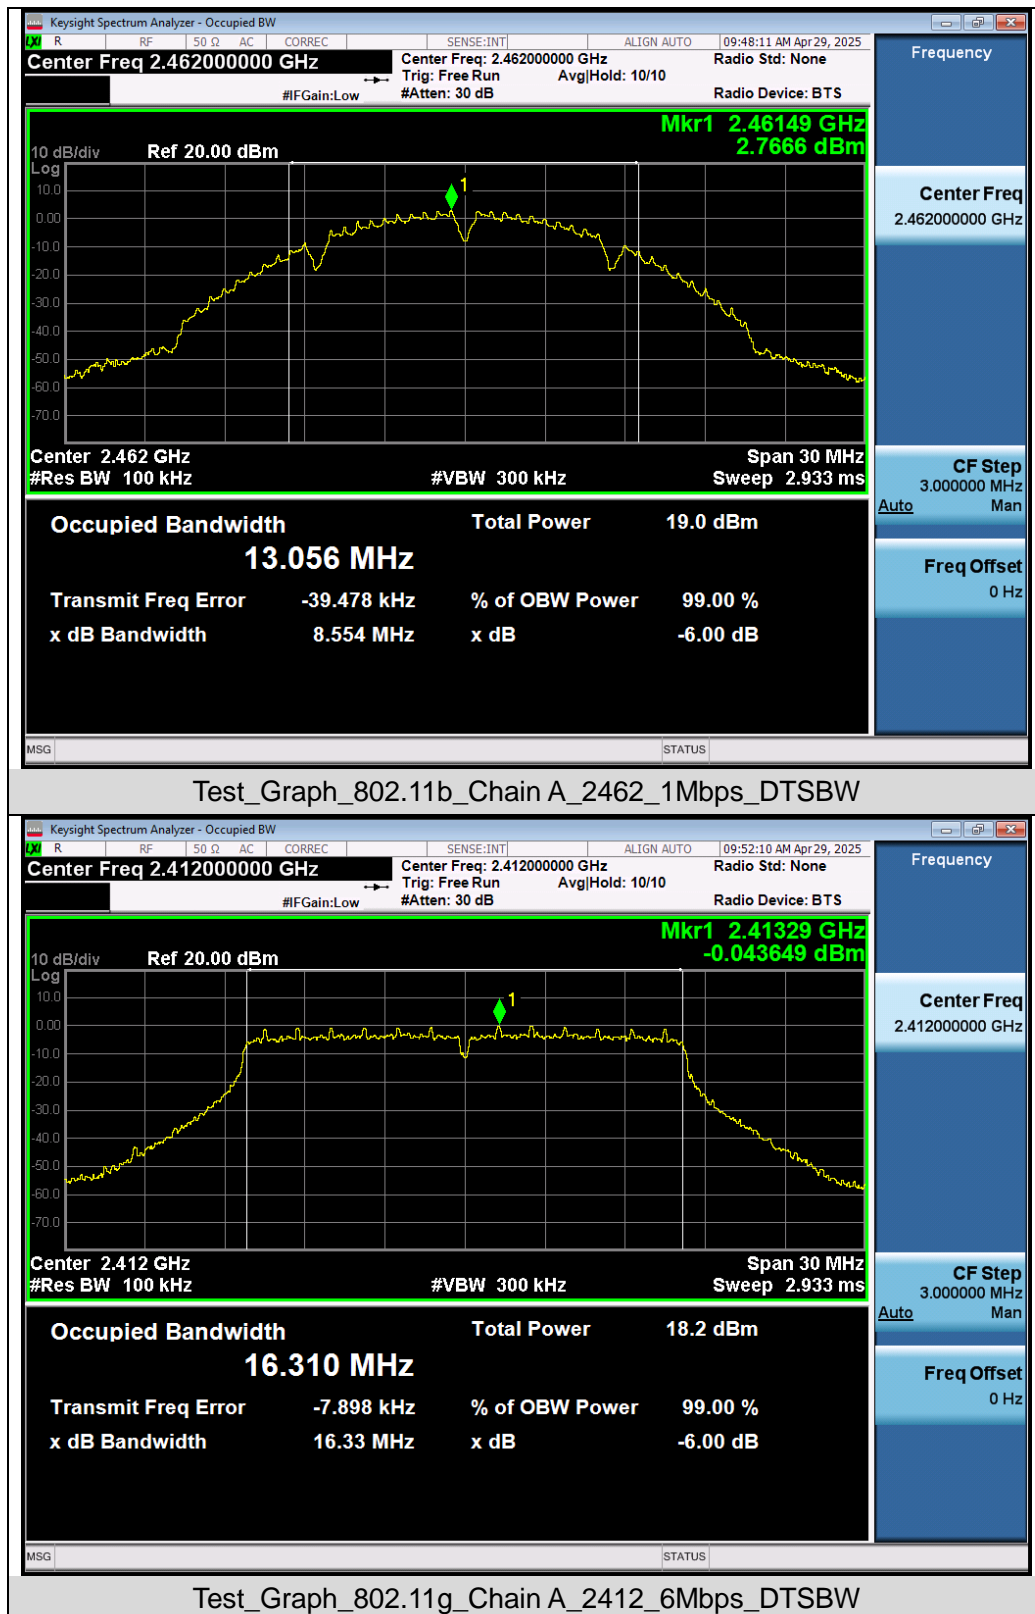 Keysight Spectrum Analyzer - Occupied BW
LXI R RF 50 Ω AC CORREC SENSE:INT ALIGN AUTO 09:48:11 AM Apr 29, 2025
Center Freq 2.462000000 GHz
Center Freq: 2.462000000 GHz
Radio Std: None
Trig: Free Run Avg|Hold: 10/10
#IFGain:Low #Atten: 30 dB Radio Device: BTS
Frequency
Mkr1 2.46149 GHz
2.7666 dBm
10 dB/div Ref 20.00 dBm
Log
10.0
0.00
-10.0
-20.0
-30.0
-40.0
-50.0
-60.0
-70.0
1
Center 2.462 GHz Span 30 MHz
#Res BW 100 kHz #VBW 300 kHz Sweep 2.933 ms
Center Freq
2.462000000 GHz
CF Step
3.000000 MHz
Auto Man
Freq Offset
0 Hz
Occupied Bandwidth Total Power 19.0 dBm
13.056 MHz
Transmit Freq Error -39.478 kHz % of OBW Power 99.00 %
x dB Bandwidth 8.554 MHz x dB -6.00 dB
MSG STATUS
Test_Graph_802.11b_Chain A_2462_1Mbps_DTSBW
Keysight Spectrum Analyzer - Occupied BW
LXI R RF 50 Ω AC CORREC SENSE:INT ALIGN AUTO 09:52:10 AM Apr 29, 2025
Center Freq 2.412000000 GHz
Center Freq: 2.412000000 GHz
Radio Std: None
Trig: Free Run Avg|Hold: 10/10
#IFGain:Low #Atten: 30 dB Radio Device: BTS
Frequency
Mkr1 2.41329 GHz
-0.043649 dBm
10 dB/div Ref 20.00 dBm
Log
10.0
0.00
-10.0
-20.0
-30.0
-40.0
-50.0
-60.0
-70.0
1
Center 2.412 GHz Span 30 MHz
#Res BW 100 kHz #VBW 300 kHz Sweep 2.933 ms
Center Freq
2.412000000 GHz
CF Step
3.000000 MHz
Auto Man
Freq Offset
0 Hz
Occupied Bandwidth Total Power 18.2 dBm
16.310 MHz
Transmit Freq Error -7.898 kHz % of OBW Power 99.00 %
x dB Bandwidth 16.33 MHz x dB -6.00 dB
MSG STATUS
Test_Graph_802.11g_Chain A_2412_6Mbps_DTSBW